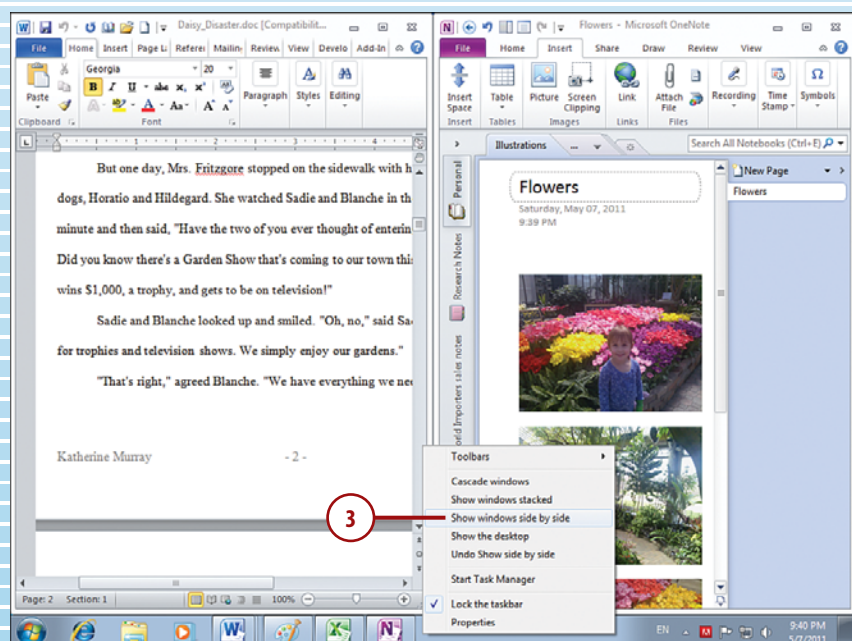 Daisy_Disaster.doc [Compatibilit...
File Home Insert Page La Referen Mailing Review View Develo Add-In
Georgia 20
Paste B I U abc x, x² Paragraph Styles Editing
A ab A Aa A A
Clipboard Font
But one day, Mrs. Fritzgore stopped on the sidewalk with h
dogs, Horatio and Hildegard. She watched Sadie and Blanche in th
minute and then said, "Have the two of you ever thought of enterin
Did you know there's a Garden Show that's coming to our town this
wins $1,000, a trophy, and gets to be on television!"
Sadie and Blanche looked up and smiled. "Oh, no," said Sa
for trophies and television shows. We simply enjoy our gardens."
"That's right," agreed Blanche. "We have everything we nee
Katherine Murray - 2 -
Page: 2 Section: 1 100%
Flowers - Microsoft OneNote
File Home Insert Share Draw Review View
Insert Space Table Picture Screen Clipping Link Attach File Recording Time Stamp Symbols
Insert Tables Images Links Files
Illustrations ... Search All Notebooks (Ctrl+E)
Personal
Research Notes
orld Importers sales notes
Flowers
Saturday, May 07, 2011
9:39 PM
New Page
Flowers
Toolbars
Cascade windows
Show windows stacked
3 Show windows side by side
Show the desktop
Undo Show side by side
Start Task Manager
Lock the taskbar
Properties
EN 9:40 PM
5/7/2011